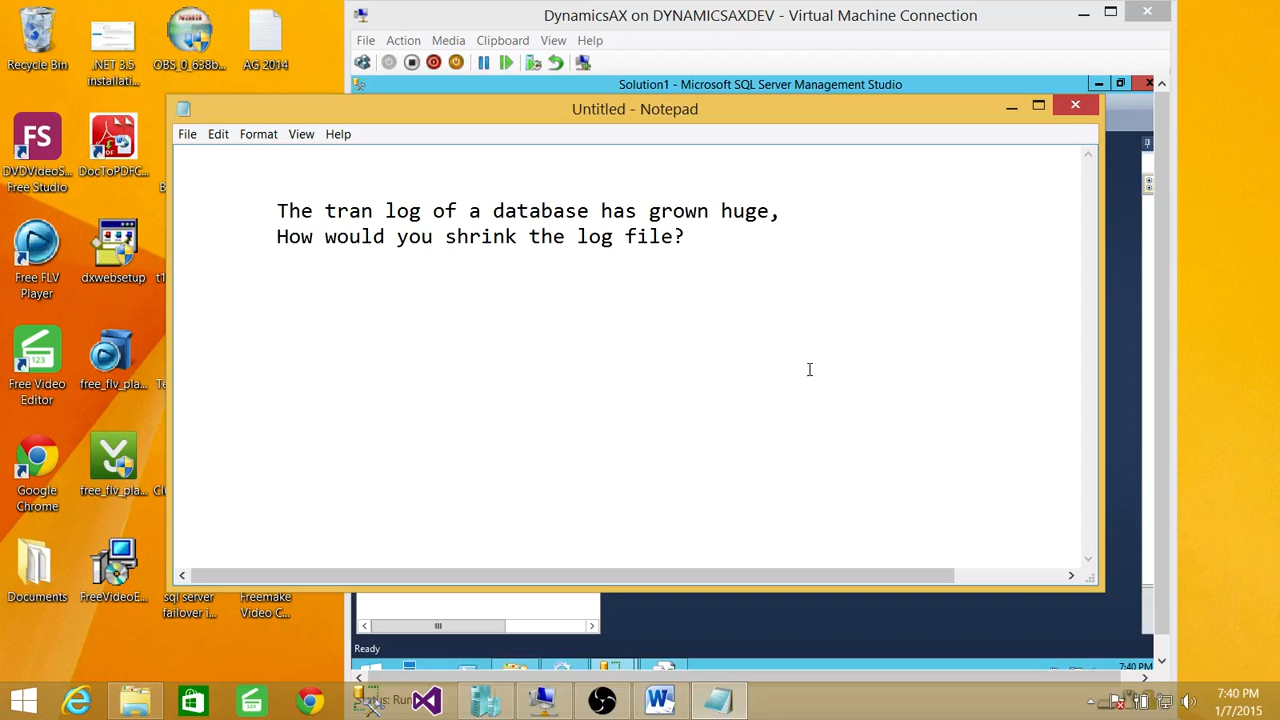 DynamicsAX on DYNAMICSAXDEV - Virtual Machine Connection
File Action Media Clipboard View Help
Solution1 - Microsoft SQL Server Management Studio
Untitled - Notepad
File Edit Format View Help
The tran log of a database has grown huge,
How would you shrink the log file?
Recycle Bin
.NET 3.5 installati...
OBS_0_638b...
AG 2014
DVDVideoS... Free Studio
DocToPDFC...
Free FLV Player
dxwebsetup
Free Video Editor
free_flv_pla...
Google Chrome
free_flv_pla...
Documents
FreeVideoE...
sql server failover i...
Freemake Video C...
Ready
7:40 PM
7:40 PM
1/7/2015